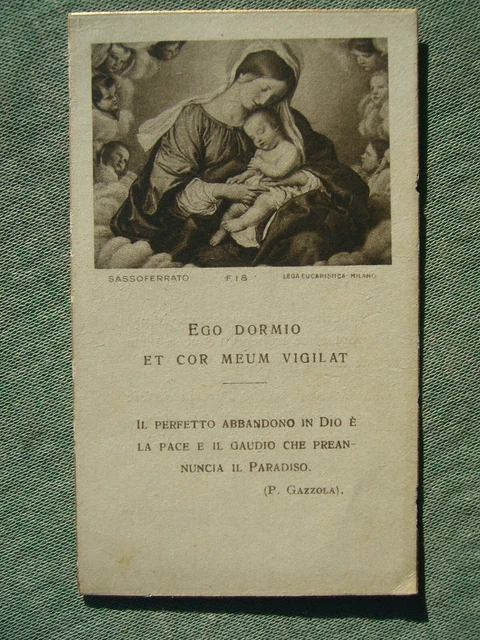 SASSOFERRATO F. 18 LEGA EUCARISTICA - MILANO
EGO DORMIO
ET COR MEUM VIGILAT
IL PERFETTO ABBANDONO IN DIO È
LA PACE E IL GAUDIO CHE PREAN-
NUNCIA IL PARADISO.
(P. GAZZOLA).